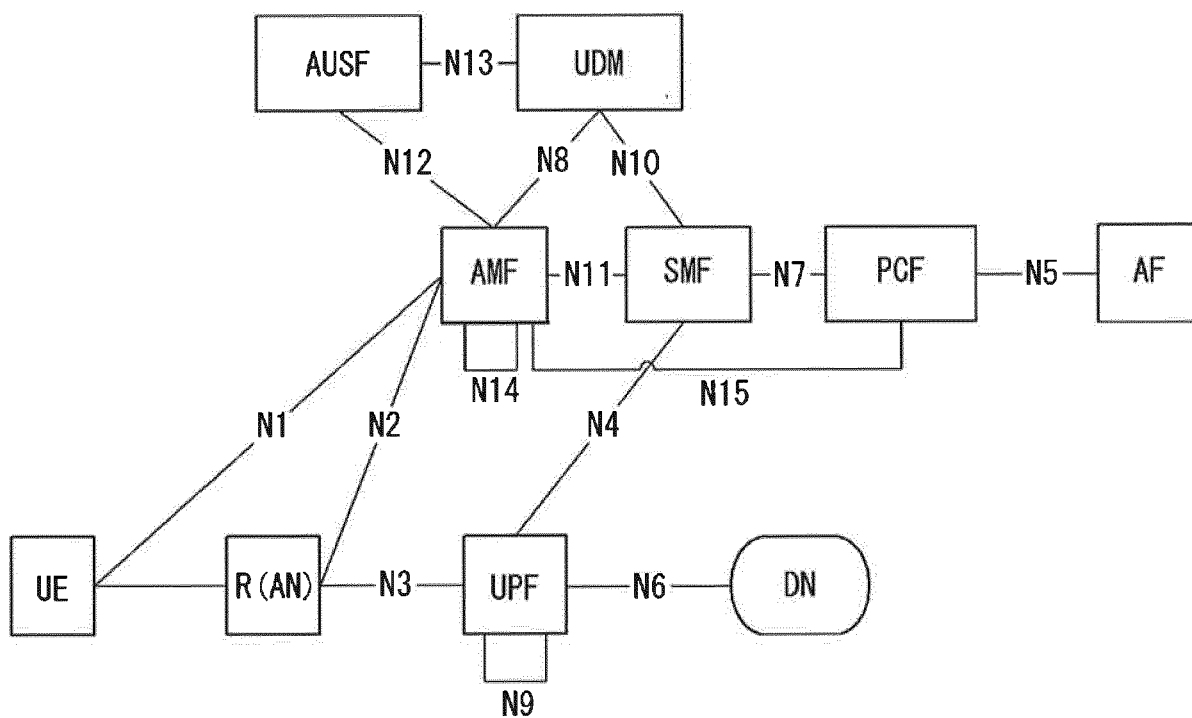 AUSF N13 UDM
N12 N8 N10
AMF N11 SMF N7 PCF N5 AF
N14 N15
N1 N2 N4
UE R(AN) N3 UPF N6 DN
N9